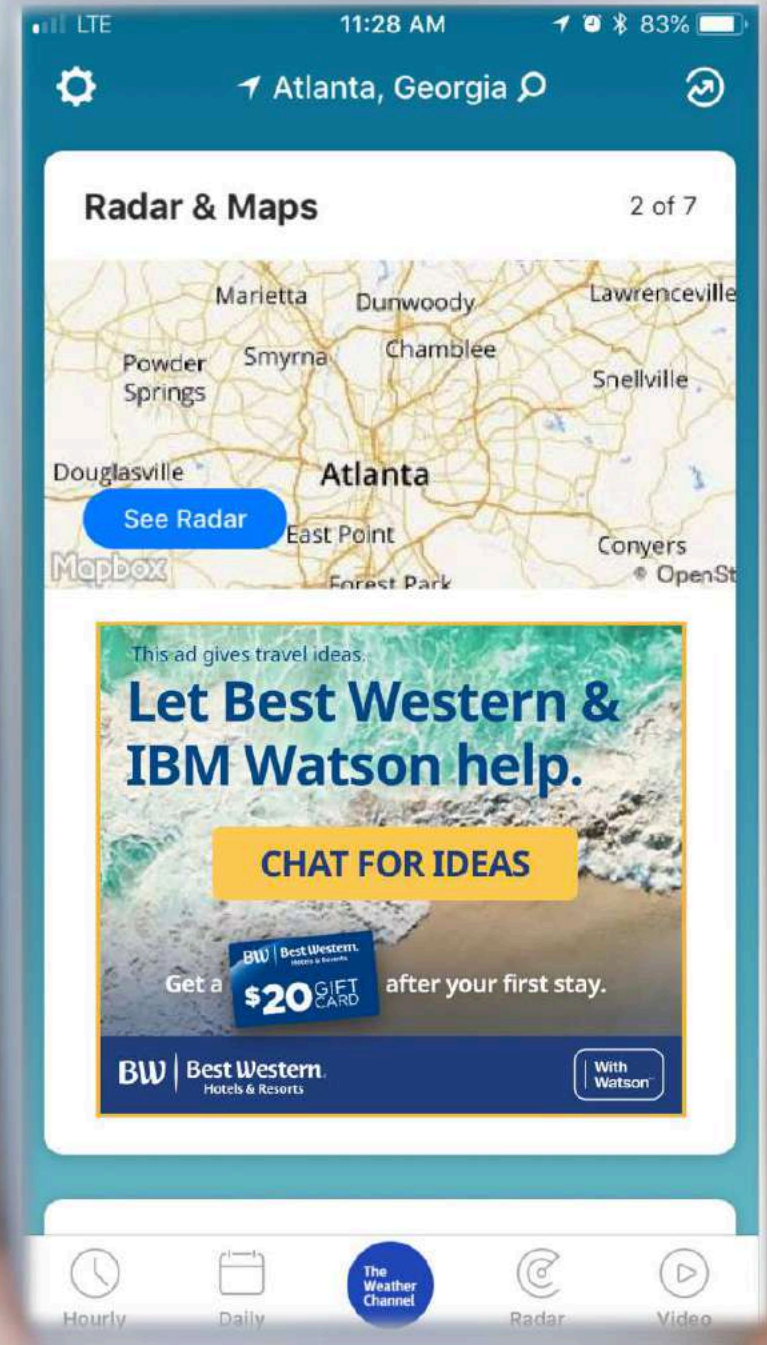 LTE 11:28 AM 83%
Atlanta, Georgia
Radar & Maps 2 of 7
Marietta Dunwoody Lawrenceville
Powder Springs Smyrna Chamblee
Snellville
Douglasville Atlanta
See Radar East Point
Conyers
Mapbox Forest Park © OpenSt
This ad gives travel ideas.
Let Best Western &
IBM Watson help.
CHAT FOR IDEAS
BW Best Western.
Hotels & Resorts
Get a $20 GIFT CARD after your first stay.
BW Best Western.
Hotels & Resorts
With
Watson™
The
Weather
Channel
Hourly Daily Radar Video